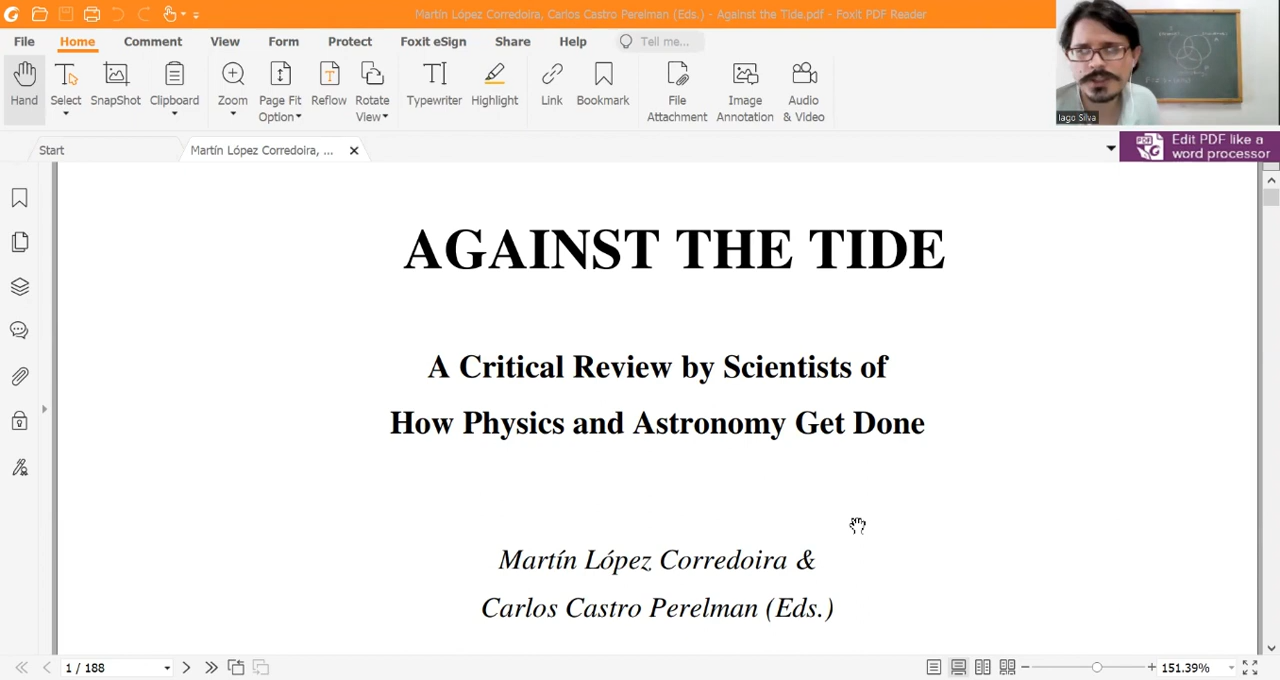 Martín López Corredoira, Carlos Castro Perelman (Eds.) - Against the Tide.pdf - Foxit PDF Reader
File Home Comment View Form Protect Foxit eSign Share Help Tell me...
Hand Select SnapShot Clipboard Zoom Page Fit Option Reflow Rotate View Typewriter Highlight Link Bookmark File Attachment Image Annotation Audio & Video
Iago Silva
Start Martín López Corredoira, ...
Edit PDF like a
word processor
AGAINST THE TIDE
A Critical Review by Scientists of
How Physics and Astronomy Get Done
Martín López Corredoira &
Carlos Castro Perelman (Eds.)
1 / 188 151.39%